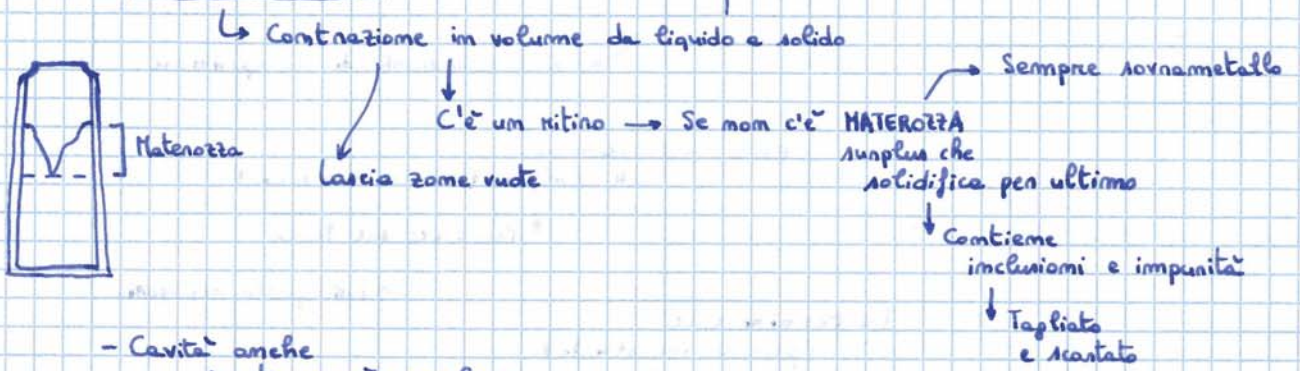 ↳ Contrazione in volume da liquido a solido
→ Sempre sovrametallo
C'è un ritiro → Se non c'è MATEROZZA
Materozza
surplus che
Lascia zone vuote
solidifica per ultimo
↓ Contiene
inclusioni e impurità
↓ Tagliato
e scartato
- Cavità anche